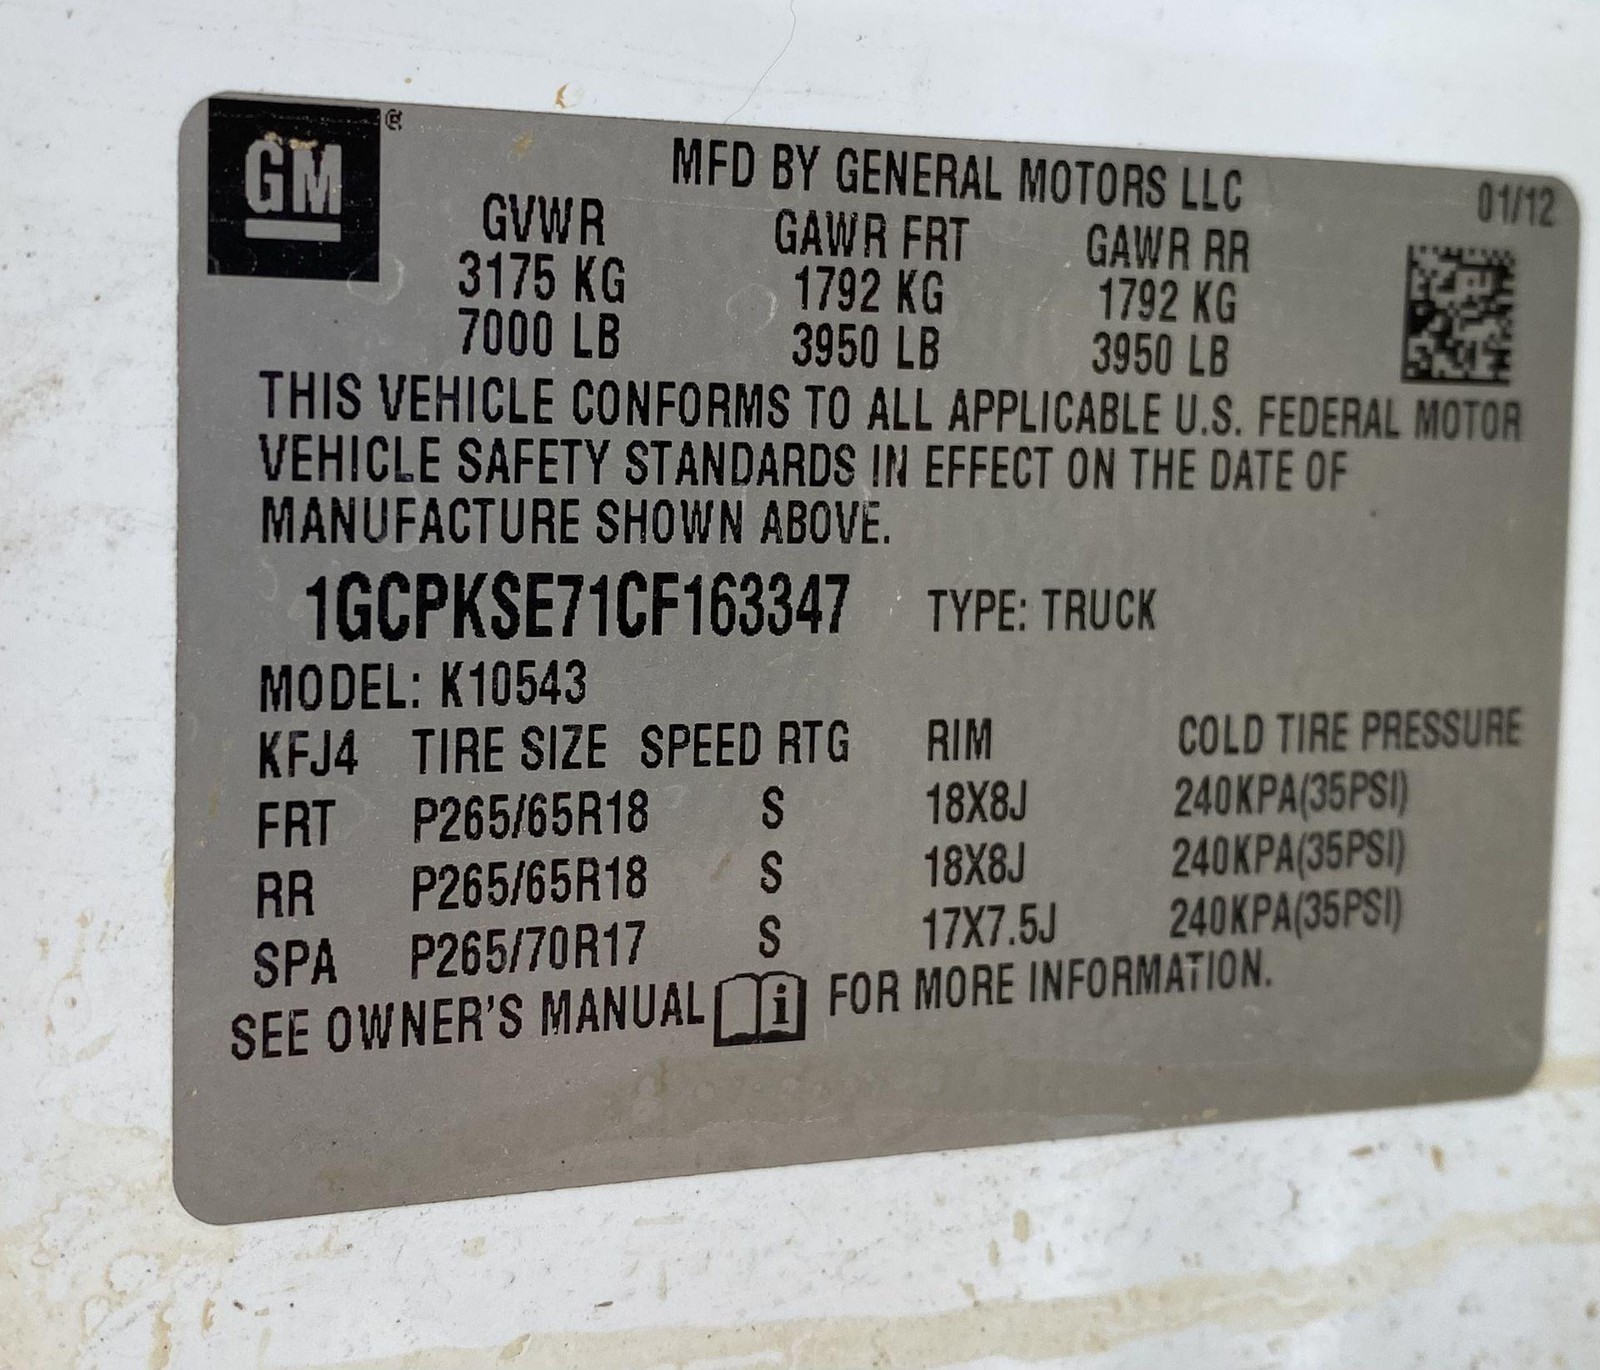 GM
MFD BY GENERAL MOTORS LLC 01/12
GVWR GAWR FRT GAWR RR
3175 KG 1792 KG 1792 KG
7000 LB 3950 LB 3950 LB
THIS VEHICLE CONFORMS TO ALL APPLICABLE U.S. FEDERAL MOTOR
VEHICLE SAFETY STANDARDS IN EFFECT ON THE DATE OF
MANUFACTURE SHOWN ABOVE.
1GCPKSE71CF163347 TYPE: TRUCK
MODEL: K10543
KFJ4 TIRE SIZE SPEED RTG RIM COLD TIRE PRESSURE
FRT P265/65R18 S 18X8J 240KPA(35PSI)
RR P265/65R18 S 18X8J 240KPA(35PSI)
SPA P265/70R17 S 17X7.5J 240KPA(35PSI)
SEE OWNER'S MANUAL i FOR MORE INFORMATION.